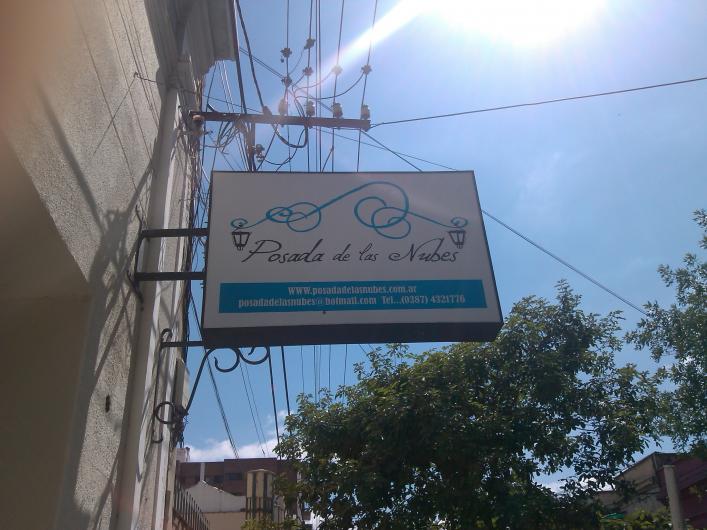 Posada de las Nubes
www.posadadelasnubes.com.ar
posadadelasnubes@hotmail.com Tel...(0387) 4321776